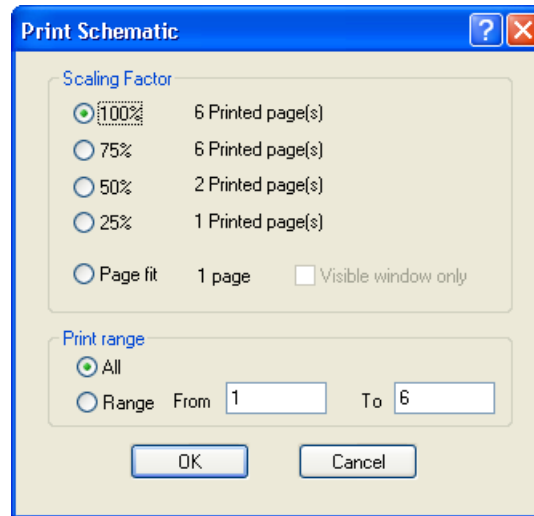 Print Schematic
Scaling Factor
100% 6 Printed page(s)
75% 6 Printed page(s)
50% 2 Printed page(s)
25% 1 Printed page(s)
Page fit 1 page Visible window only
Print range
All
Range From 1 To 6
OK Cancel